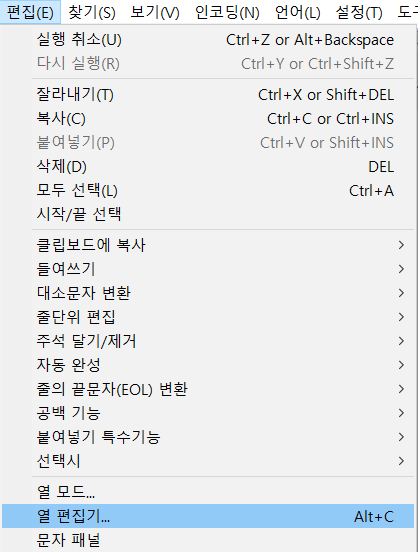 편집(E) 찾기(S) 보기(V) 인코딩(N) 언어(L) 설정(T)
실행 취소(U) Ctrl+Z or Alt+Backspace
다시 실행(R) Ctrl+Y or Ctrl+Shift+Z
잘라내기(T) Ctrl+X or Shift+DEL
복사(C) Ctrl+C or Ctrl+INS
붙여넣기(P) Ctrl+V or Shift+INS
삭제(D) DEL
모두 선택(L) Ctrl+A
시작/끝 선택
클립보드에 복사
들여쓰기
대소문자 변환
줄단위 편집
주석 달기/제거
자동 완성
줄의 끝문자(EOL) 변환
공백 기능
붙여넣기 특수기능
선택시
열 모드...
열 편집기... Alt+C
문자 패널